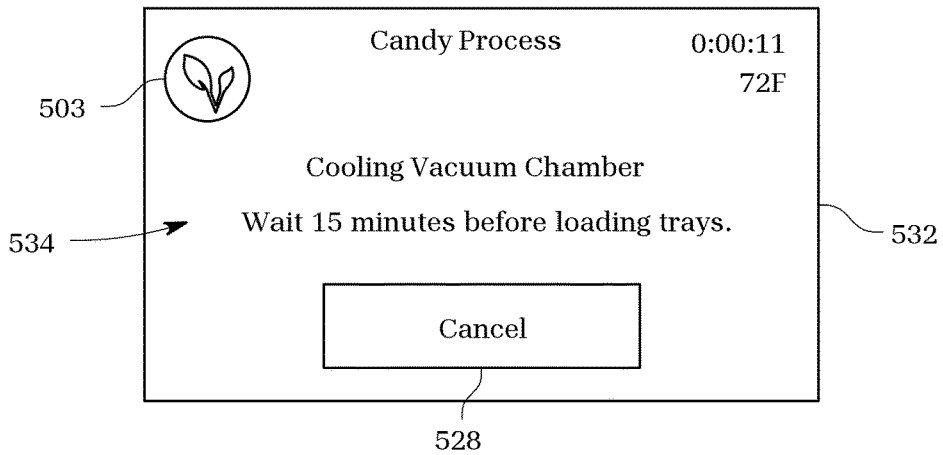 Candy Process
0:00:11
72F
503
Cooling Vacuum Chamber
Wait 15 minutes before loading trays.
534
532
Cancel
528